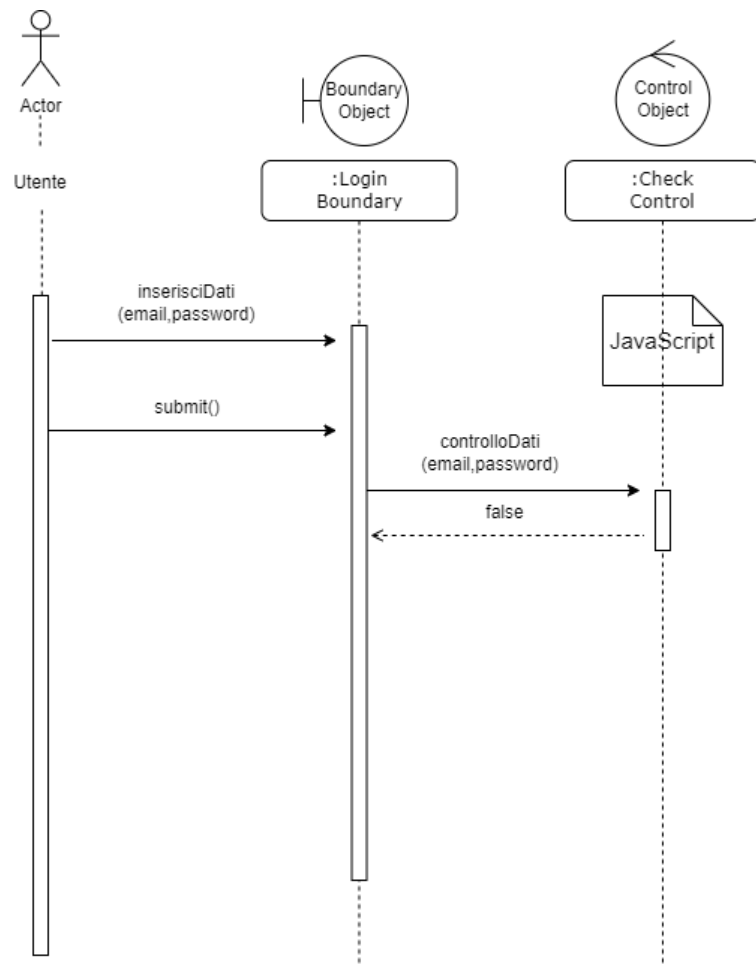 Actor
Boundary
Object
Control
Object
Utente
:Login
Boundary
:Check
Control
inserisciDati
(email,password)
JavaScript
submit()
controlloDati
(email,password)
false